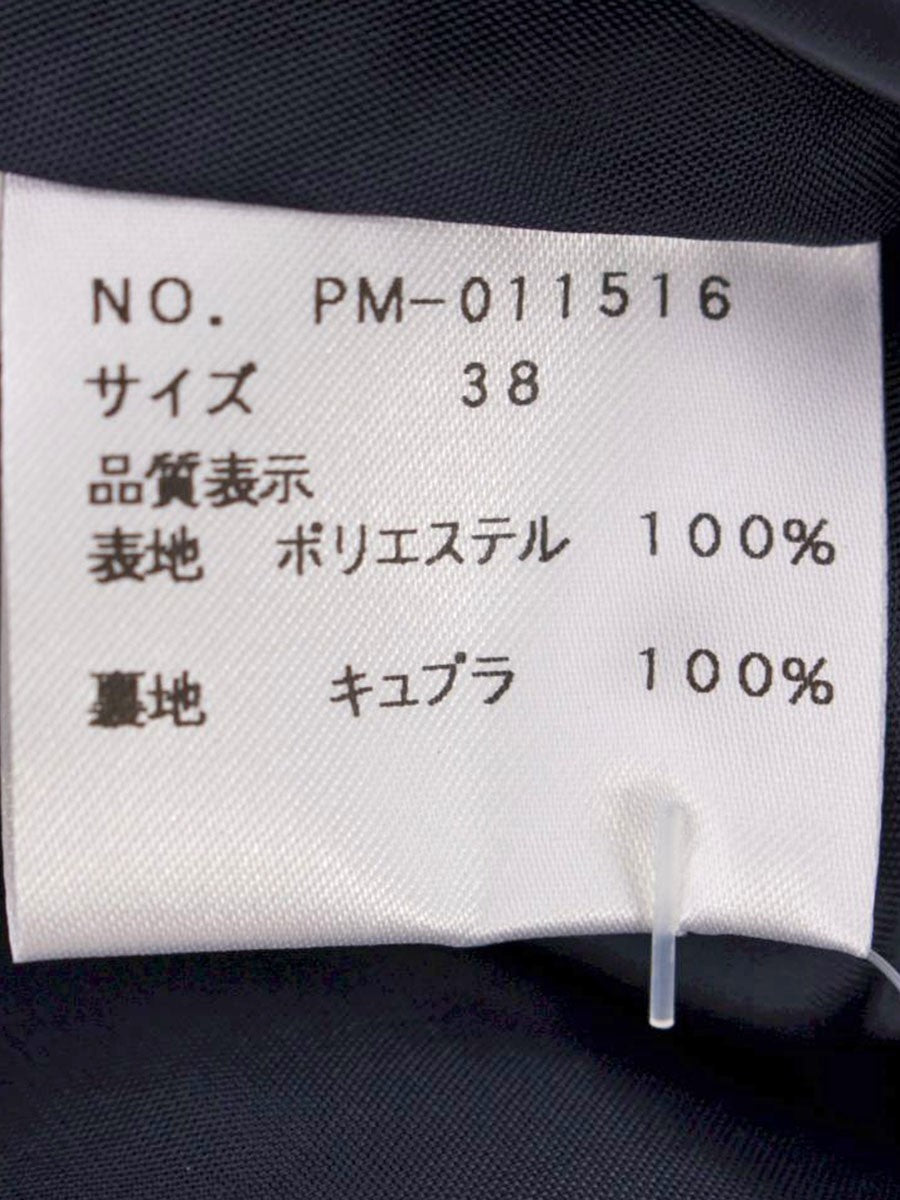 NO. PM-011516
サイズ 38
品質表示
表地 ポリエステル 100%
裏地 キュプラ 100%